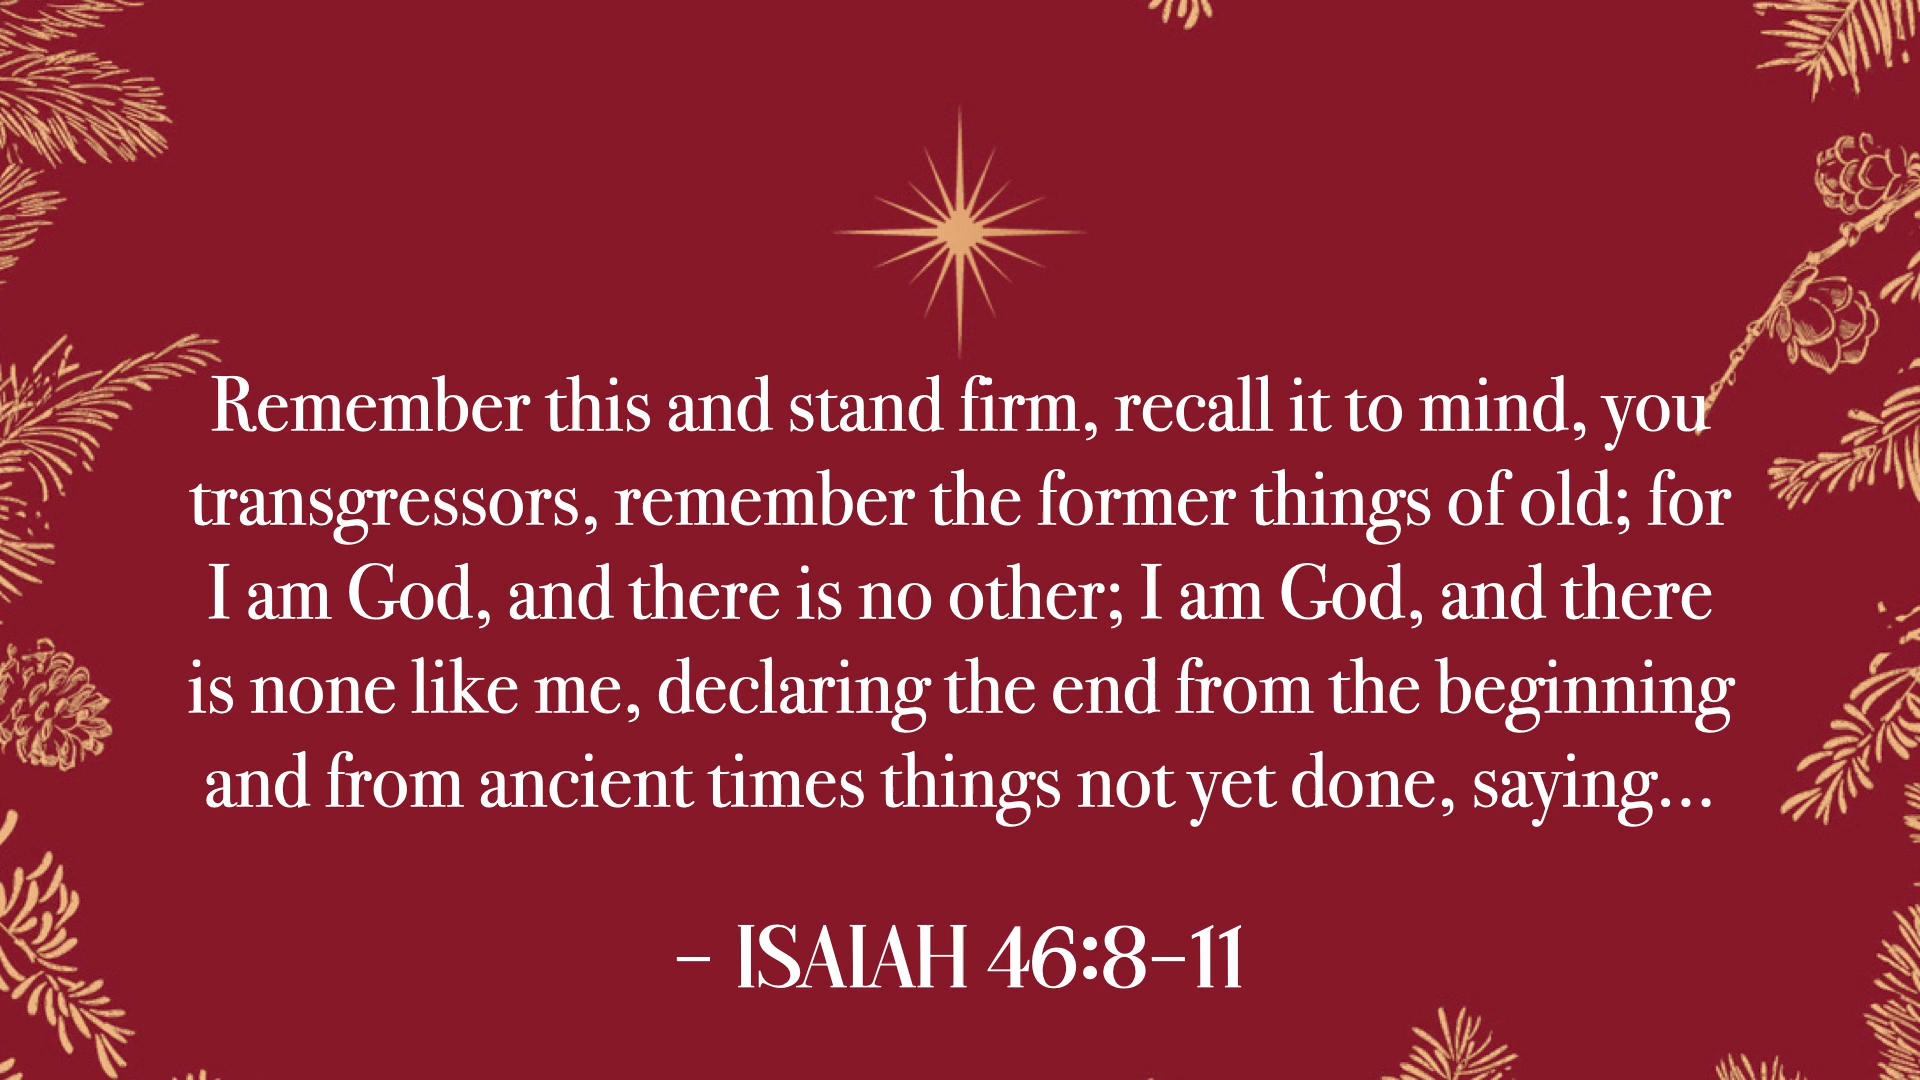 Remember this and stand firm, recall it to mind, you
transgressors, remember the former things of old; for
I am God, and there is no other; I am God, and there
is none like me, declaring the end from the beginning
and from ancient times things not yet done, saying...
– ISAIAH 46:8–11